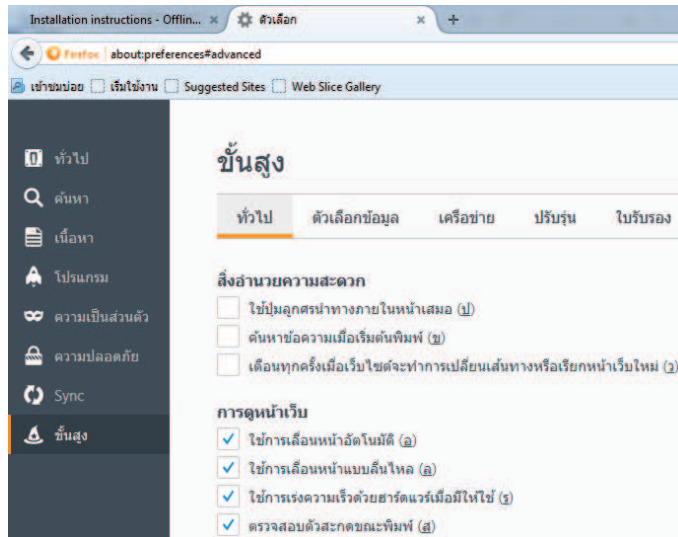 Installation instructions - Offlin...
ตัวเลือก
Firefox about:preferences#advanced
เข้าชมบ่อย เริ่มใช้งาน Suggested Sites Web Slice Gallery
ทั่วไป
ค้นหา
เนื้อหา
โปรแกรม
ความเป็นส่วนตัว
ความปลอดภัย
Sync
ขั้นสูง
ขั้นสูง
ทั่วไป ตัวเลือกข้อมูล เครือข่าย ปรับรุ่น ใบรับรอง
สิ่งอำนวยความสะดวก
ใช้ปุ่มลูกศรนำทางภายในหน้าเสมอ (ป)
ค้นหาข้อความเมื่อเริ่มต้นพิมพ์ (ข)
เตือนทุกครั้งเมื่อเว็บไซต์จะทำการเปลี่ยนเส้นทางหรือเรียกหน้าเว็บใหม่ (ว)
การดูหน้าเว็บ
ใช้การเลื่อนหน้าอัตโนมัติ (อ)
ใช้การเลื่อนหน้าแบบลื่นไหล (ล)
ใช้การเร่งความเร็วด้วยฮาร์ดแวร์เมื่อมีให้ใช้ (ร)
ตรวจสอบตัวสะกดขณะพิมพ์ (ส)